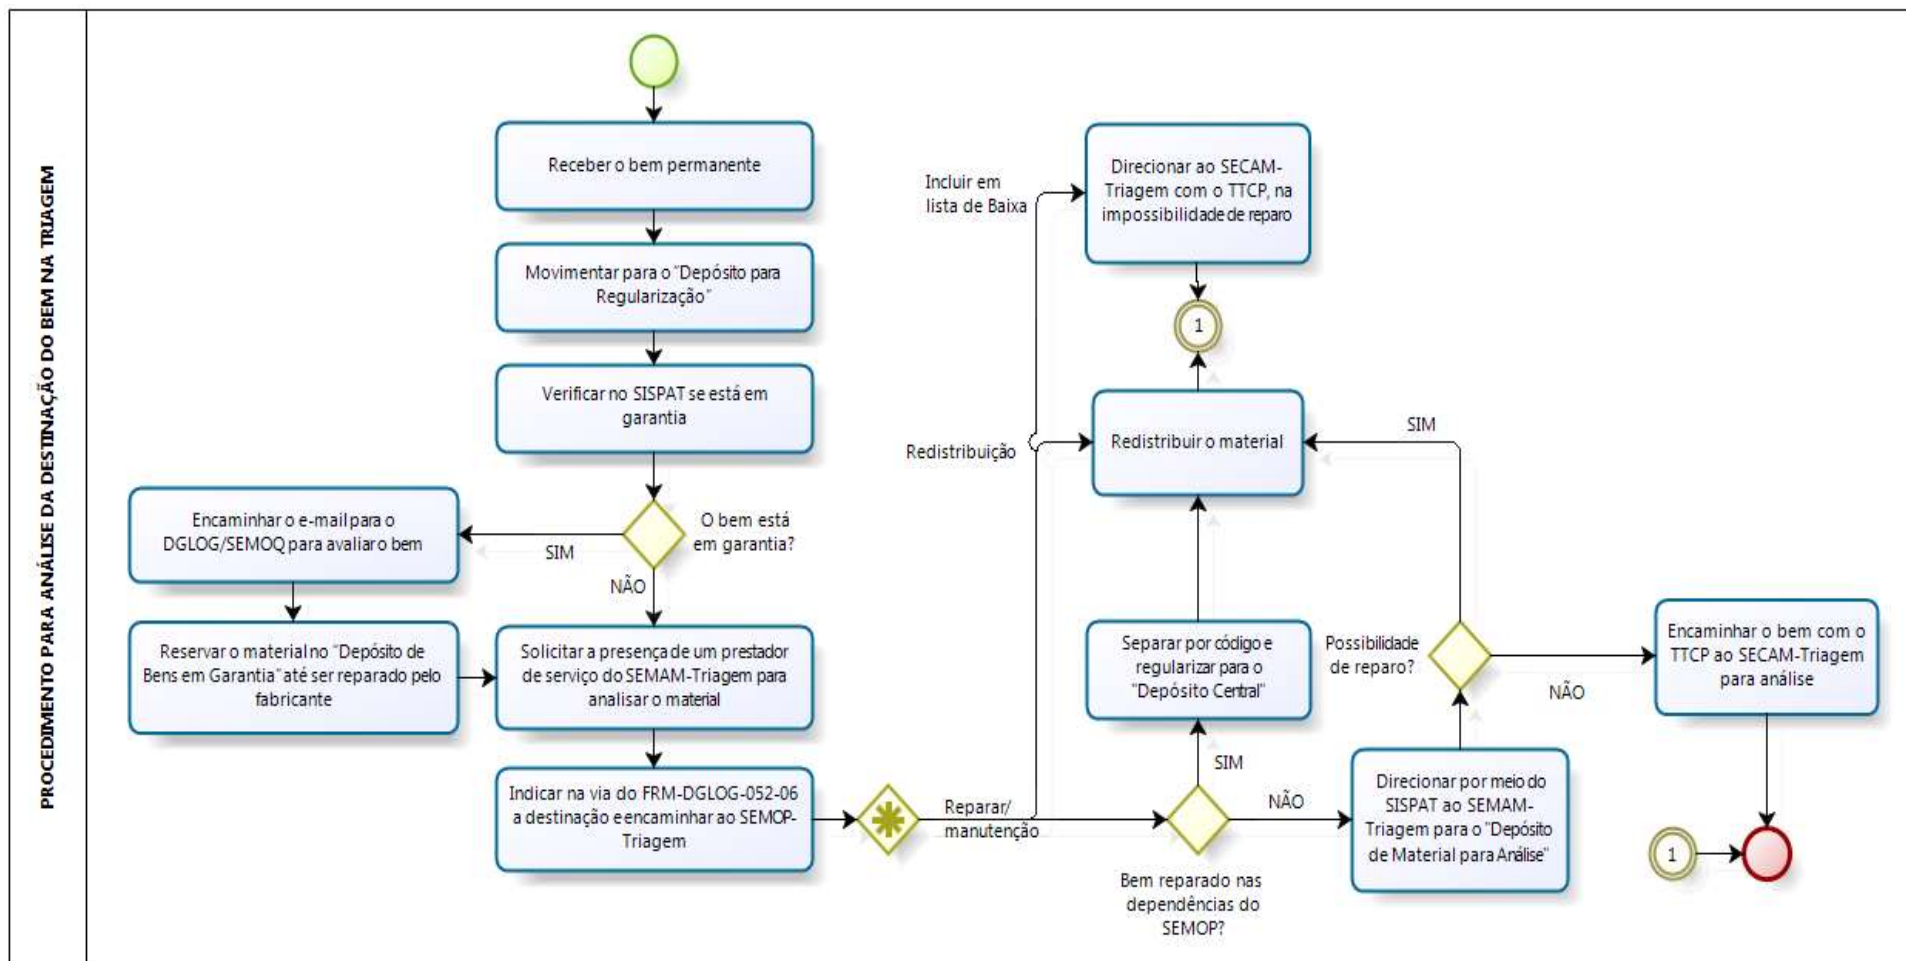 PROCEDIMENTO PARA ANÁLISE DA DESTINAÇÃO DO BEM NA TRIAGEM
Receber o bem permanente
Movimentar para o "Depósito para
Regularização"
Verificar no SISPAT se está em
garantia
O bem está
em garantia?
SIM
NÃO
Encaminhar o e-mail para o
DGLOG/SEMOQ para avaliar o bem
Reservar o material no "Depósito de
Bens em Garantia" até ser reparado pelo
fabricante
Solicitar a presença de um prestador
de serviço do SEMAM-Triagem para
analisar o material
Indicar na via do FRM-DGLOG-052-06
a destinação e encaminhar ao SEMOP-
Triagem
Incluir em
lista de Baixa
Direcionar ao SECAM-
Triagem com o TTCP, na
impossibilidade de reparo
1
Redistribuição
Redistribuir o material
SIM
Reparar/
manutenção
Separar por código e
regularizar para o
"Depósito Central"
SIM
NÃO
Bem reparado nas
dependências do
SEMOP?
Direcionar por meio do
SISPAT ao SEMAM-
Triagem para o "Depósito
de Material para Análise"
Possibilidade
de reparo?
NÃO
Encaminhar o bem com o
TTCP ao SECAM-Triagem
para análise
1